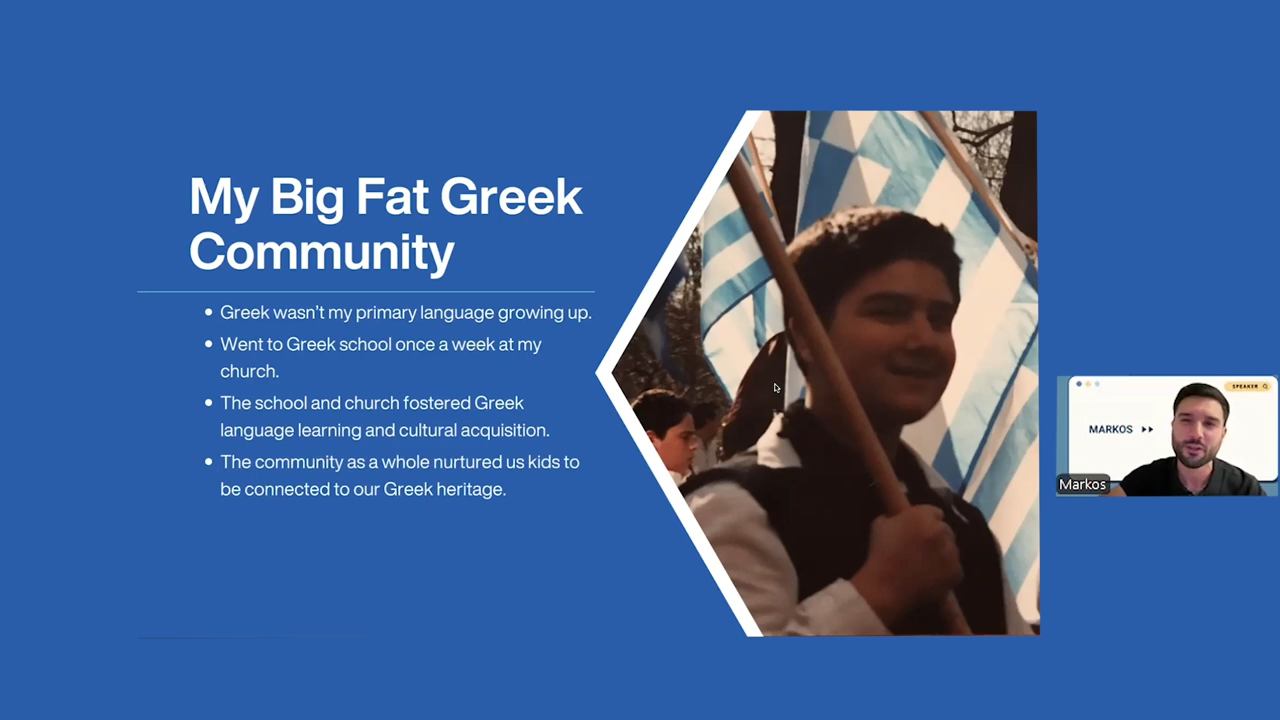 My Big Fat Greek
Community
• Greek wasn't my primary language growing up.
• Went to Greek school once a week at my
church.
• The school and church fostered Greek
language learning and cultural acquisition.
• The community as a whole nurtured us kids to
be connected to our Greek heritage.
SPEAKER
MARKOS
Markos